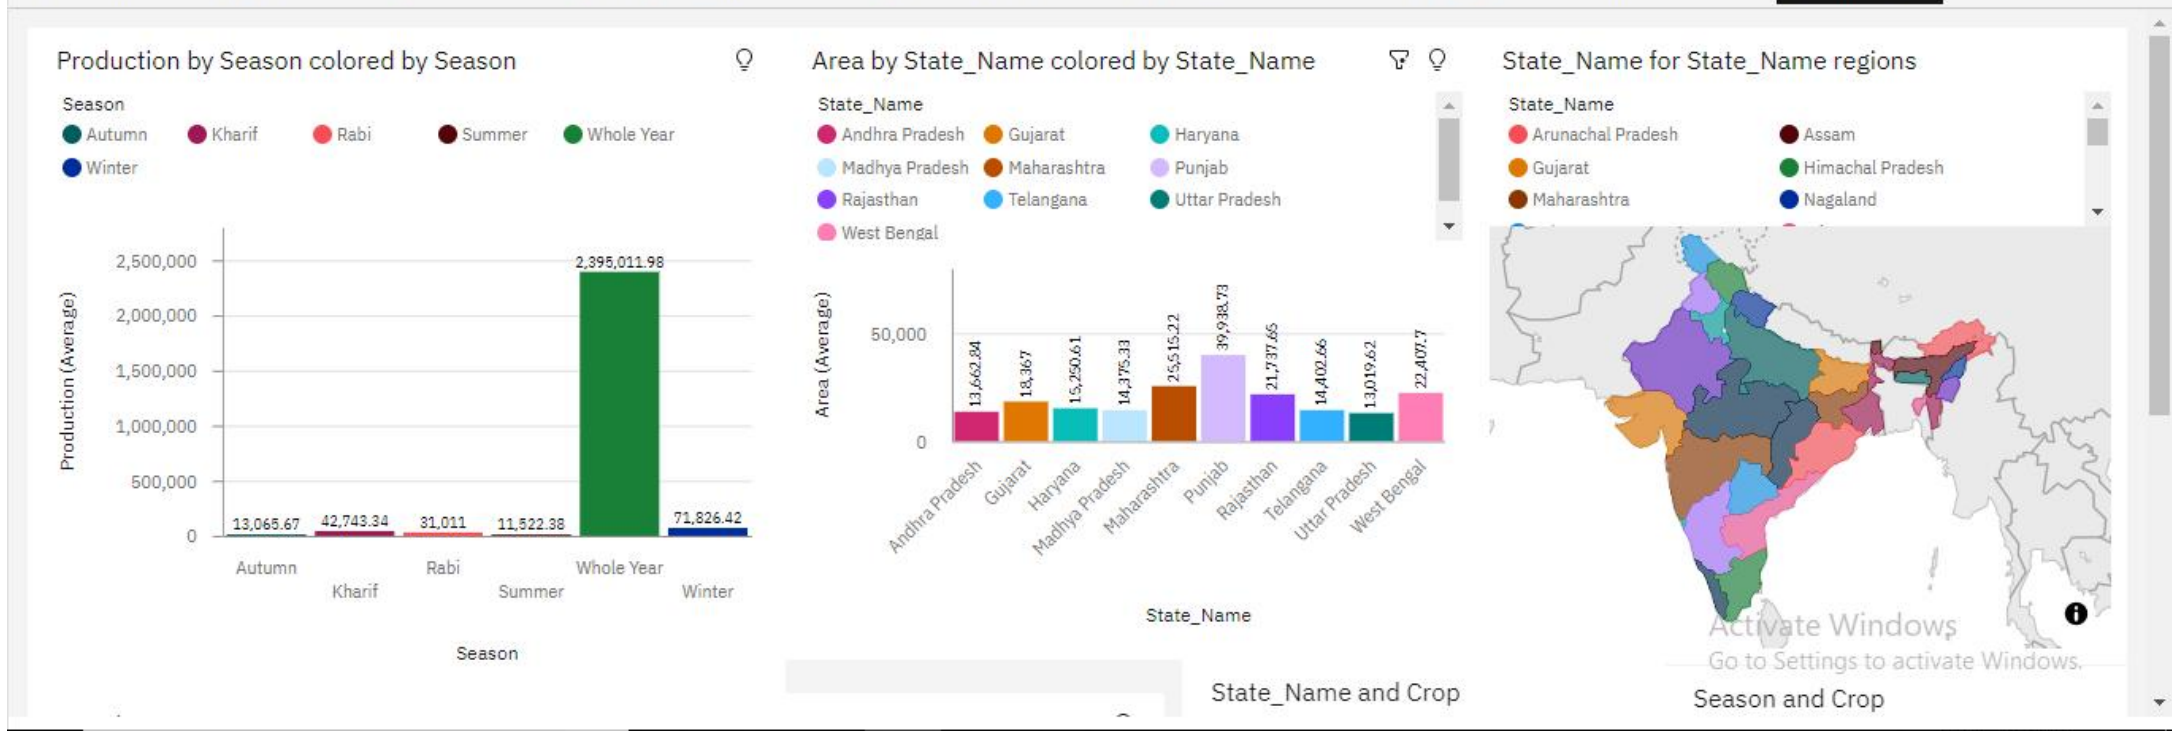 Production by Season colored by Season
Season
Autumn Kharif Rabi Summer Whole Year
Winter
Production (Average)
2,500,000
2,000,000
1,500,000
1,000,000
500,000
0
13,065.67 42,743.34 31,011 11,522.38 2,395,011.98 71,826.42
Autumn Kharif Rabi Summer Whole Year Winter
Season
Area by State_Name colored by State_Name
State_Name
Andhra Pradesh Gujarat Haryana
Madhya Pradesh Maharashtra Punjab
Rajasthan Telangana Uttar Pradesh
West Bengal
Area (Average)
50,000
0
13,662.84 18,367 15,250.61 14,375.33 25,515.22 39,938.73 21,737.65 14,402.66 13,019.62 22,407.7
Andhra Pradesh Gujarat Haryana Madhya Pradesh Maharashtra Punjab Rajasthan Telangana Uttar Pradesh West Bengal
State_Name
State_Name for State_Name regions
State_Name
Arunachal Pradesh Assam
Gujarat Himachal Pradesh
Maharashtra Nagaland
Activate Windows
Go to Settings to activate Windows.
State_Name and Crop
Season and Crop